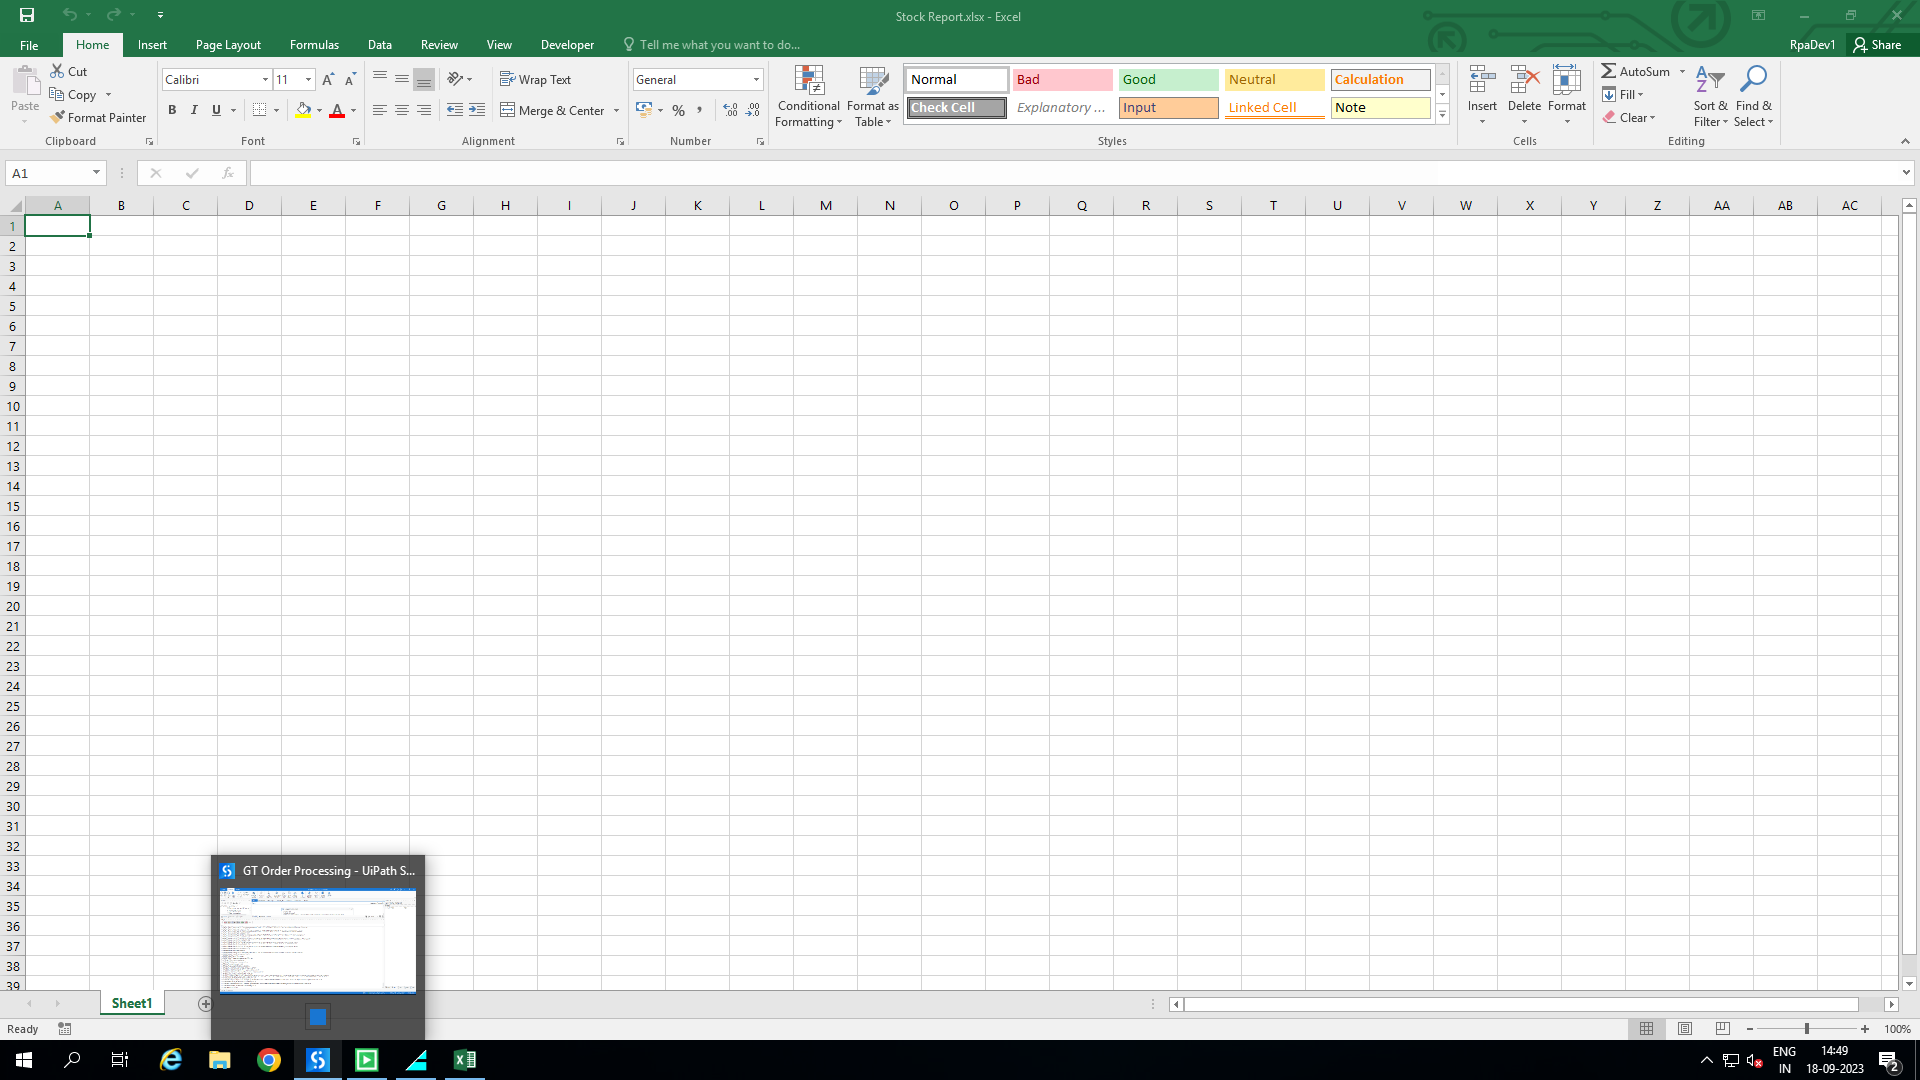 Stock Report.xlsx - Excel
File Home Insert Page Layout Formulas Data Review View Developer Tell me what you want to do... RpaDev1 Share
Paste Cut Copy Format Painter
Clipboard
Calibri 11
B I U A
Font
Wrap Text
Merge & Center
Alignment
General
%
Number
Conditional Formatting Format as Table
Normal Bad Good Neutral Calculation
Check Cell Explanatory ... Input Linked Cell Note
Styles
Insert Delete Format
Cells
AutoSum
Fill
Clear
Sort & Filter Find & Select
Editing
A1 fx
A B C D E F G H I J K L M N O P Q R S T U V W X Y Z AA AB AC
1
2
3
4
5
6
7
8
9
10
11
12
13
14
15
16
17
18
19
20
21
22
23
24
25
26
27
28
29
30
31
32
33
34
35
36
37
38
39
GT Order Processing - UiPath S...
Sheet1
Ready 100%
ENG 14:49
IN 18-09-2023 2